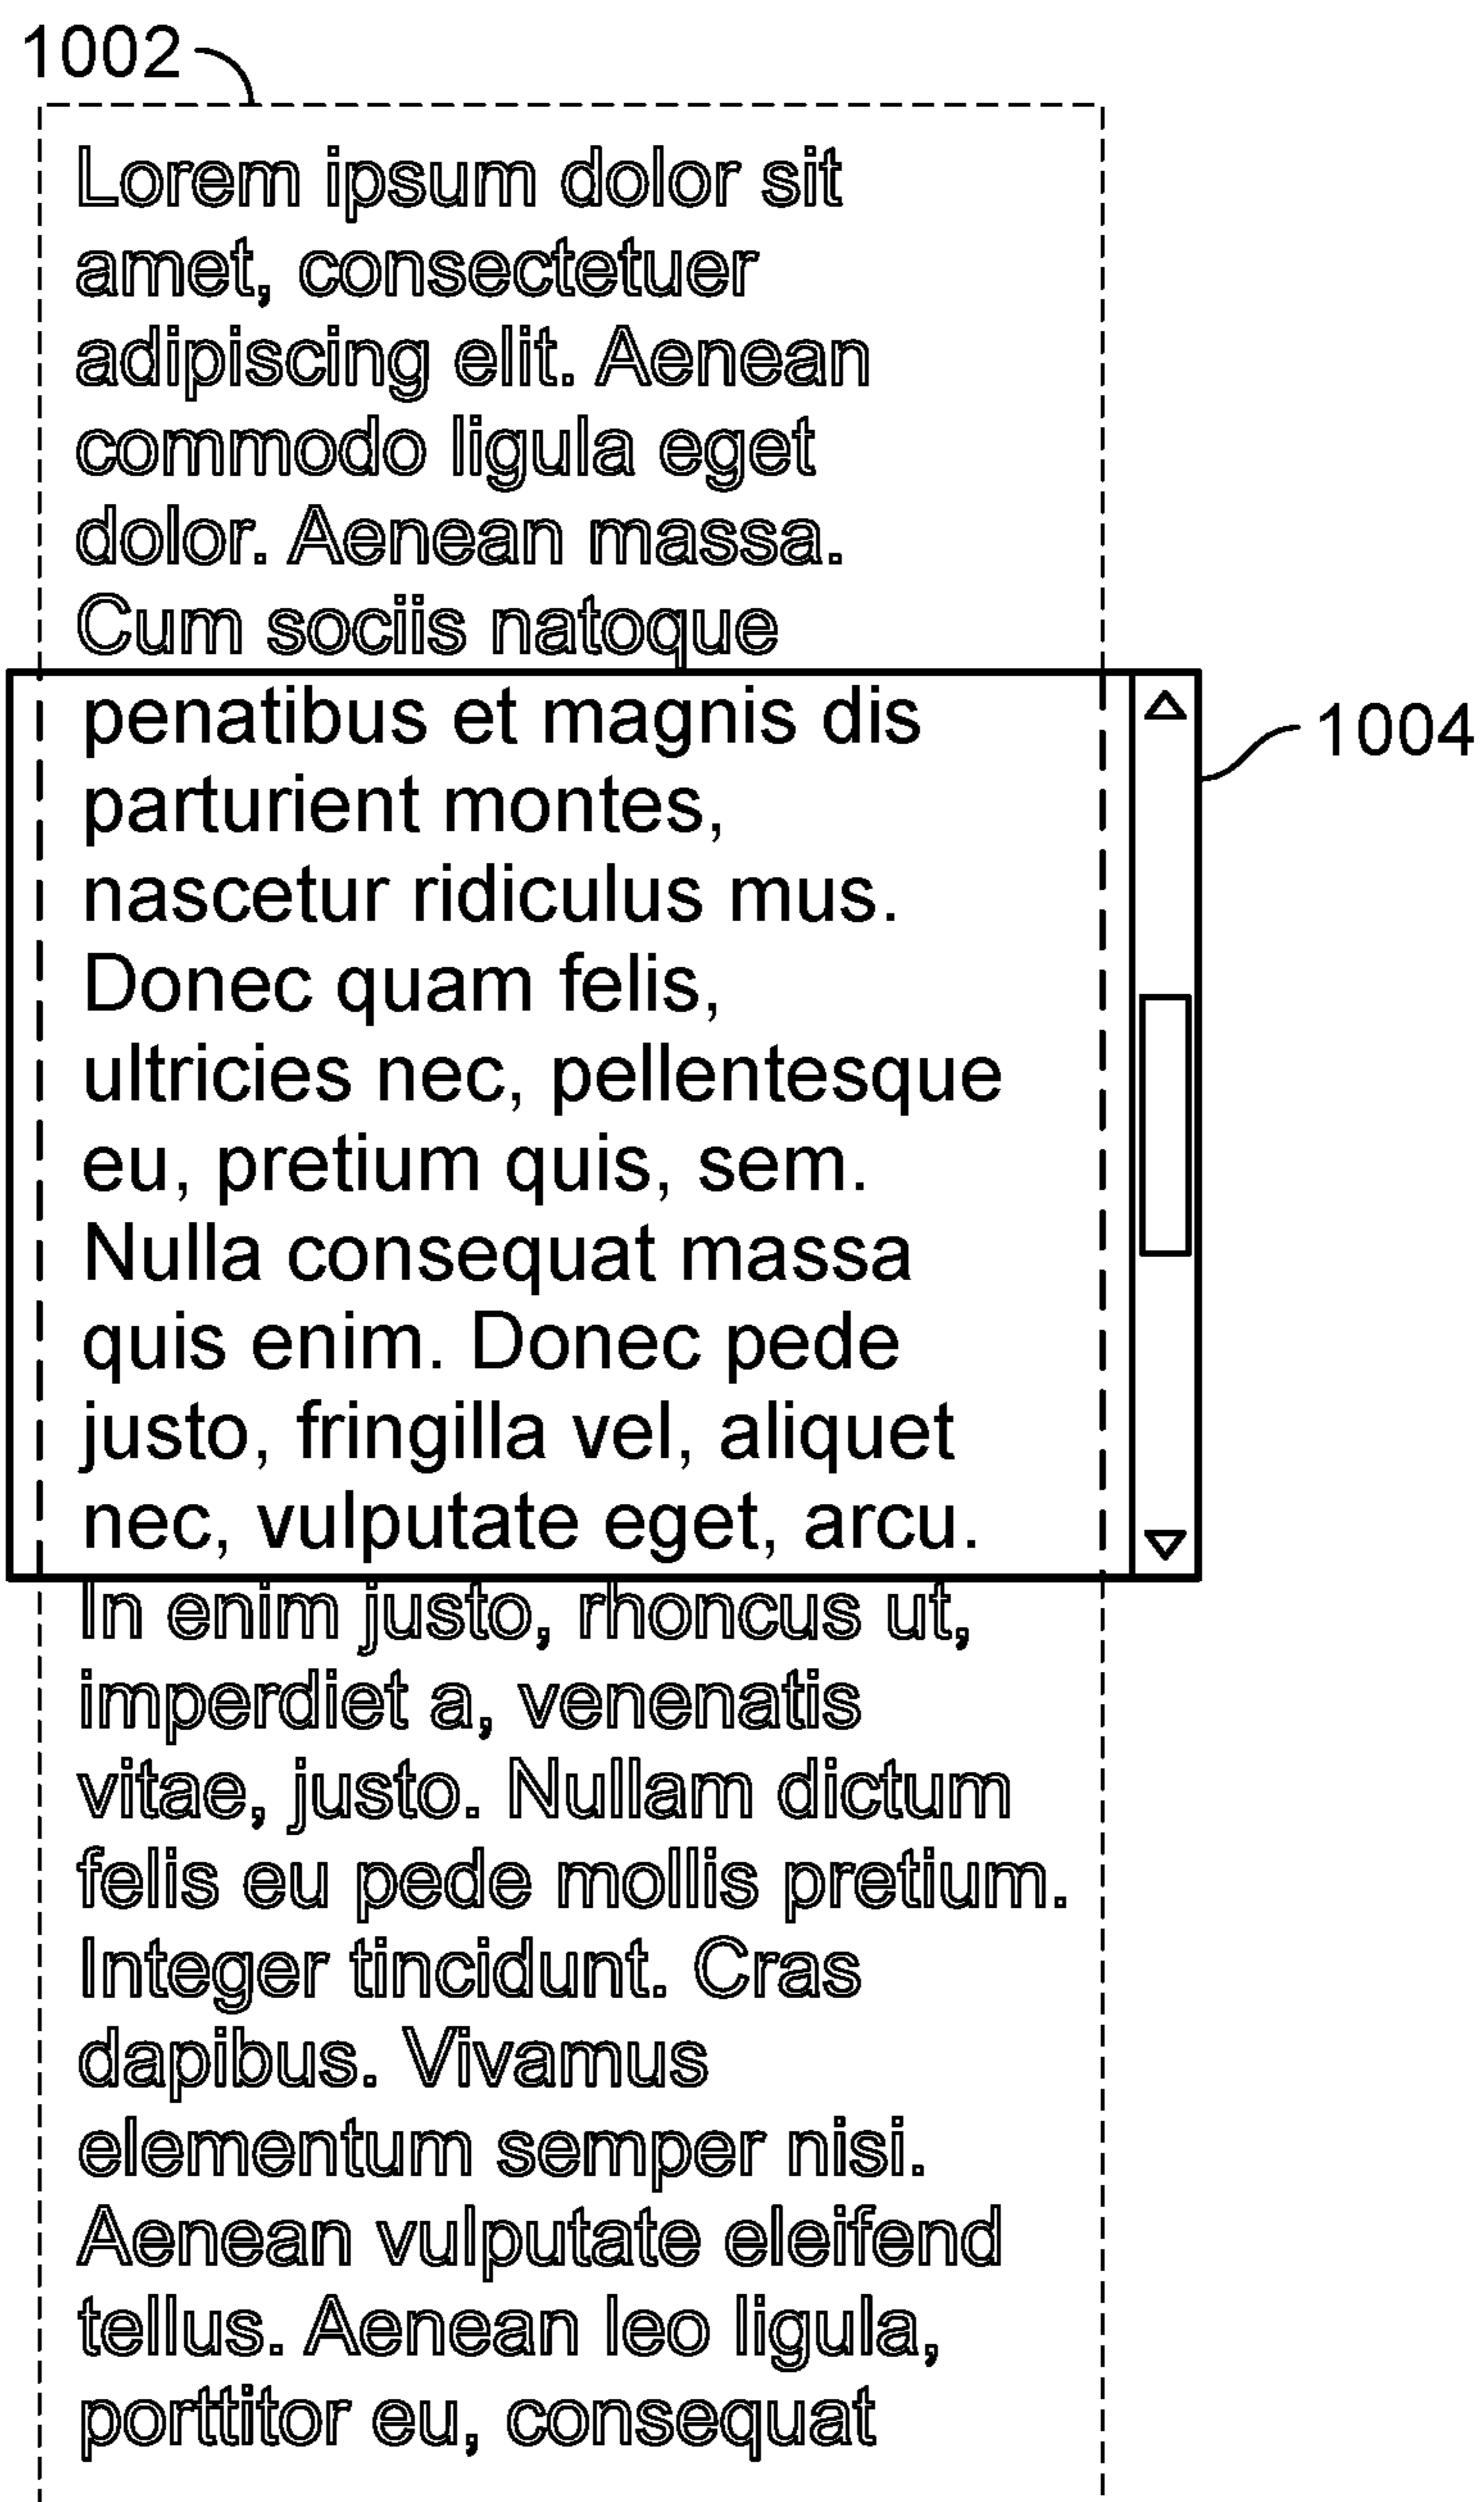 1002
Lorem ipsum dolor sit
amet, consectetuer
adipiscing elit. Aenean
commodo ligula eget
dolor. Aenean massa.
Cum sociis natoque
penatibus et magnis dis
1004
parturient montes,
nascetur ridiculus mus.
Donec quam felis,
ultricies nec, pellentesque
eu, pretium quis, sem.
Nulla consequat massa
quis enim. Donec pede
justo, fringilla vel, aliquet
nec, vulputate eget, arcu.
In enim justo, rhoncus ut,
imperdiet a, venenatis
vitae, justo. Nullam dictum
felis eu pede mollis pretium.
Integer tincidunt. Cras
dapibus. Vivamus
elementum semper nisi.
Aenean vulputate eleifend
tellus. Aenean leo ligula,
porttitor eu, consequat